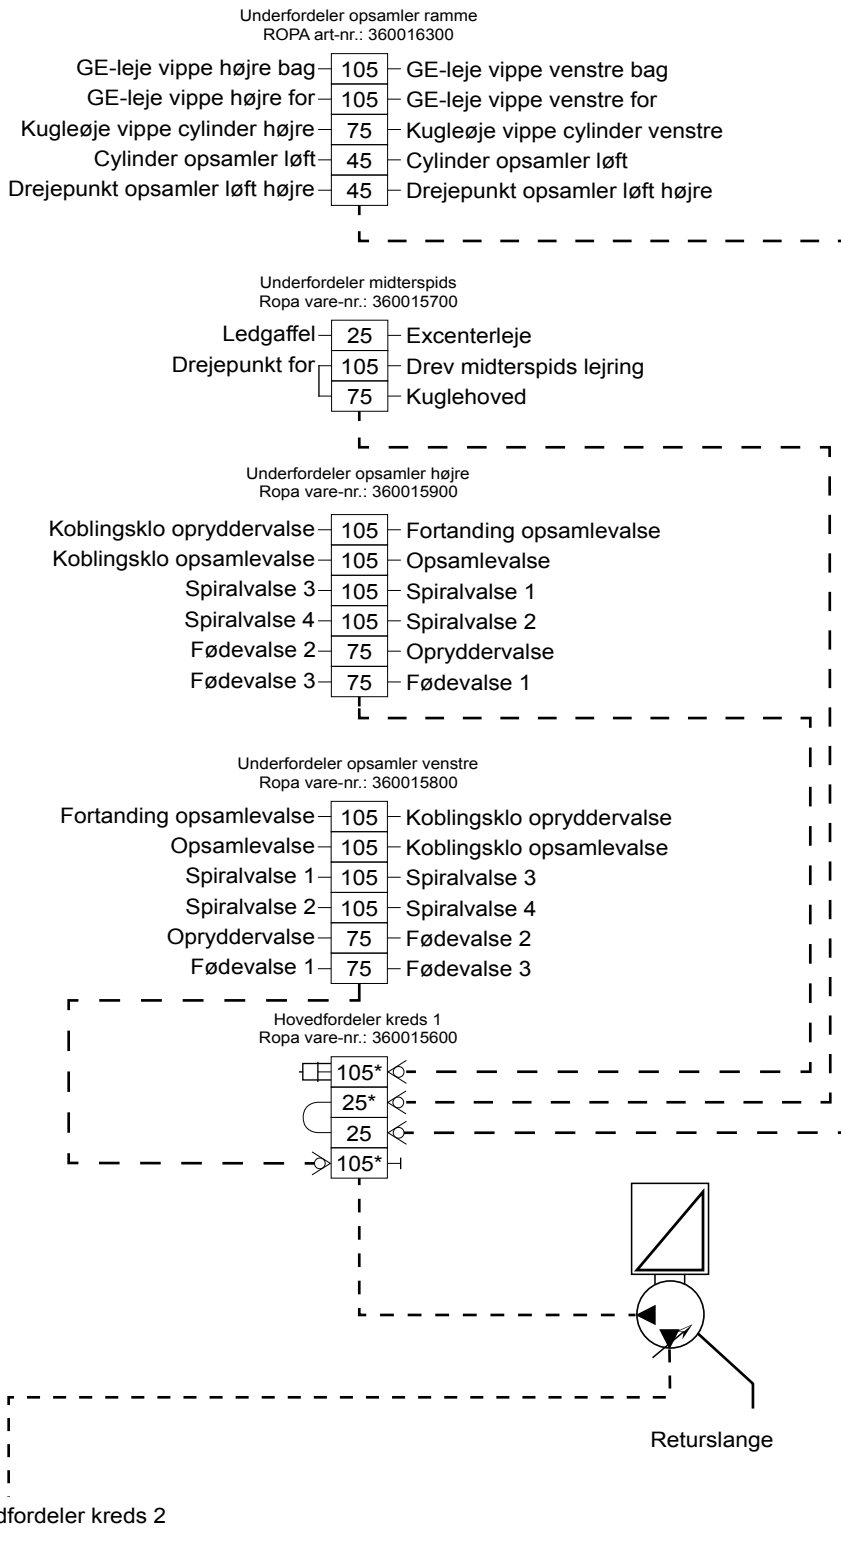 Underfordeler opsamler ramme
ROPA art-nr.: 360016300
GE-leje vippe højre bag 105 GE-leje vippe venstre bag
GE-leje vippe højre for 105 GE-leje vippe venstre for
Kugleøje vippe cylinder højre 75 Kugleøje vippe cylinder venstre
Cylinder opsamler løft 45 Cylinder opsamler løft
Drejepunkt opsamler løft højre 45 Drejepunkt opsamler løft højre
Underfordeler midterspids
Ropa vare-nr.: 360015700
Ledgaffel 25 Excenterleje
Drejepunkt for 105 Drev midterspids lejring
75 Kuglehoved
Underfordeler opsamler højre
Ropa vare-nr.: 360015900
Koblingsklo opryddervalse 105 Fortanding opsamlevalse
Koblingsklo opsamlevalse 105 Opsamlevalse
Spiralvalse 3 105 Spiralvalse 1
Spiralvalse 4 105 Spiralvalse 2
Fødevalse 2 75 Opryddervalse
Fødevalse 3 75 Fødevalse 1
Underfordeler opsamler venstre
Ropa vare-nr.: 360015800
Fortanding opsamlevalse 105 Koblingsklo opryddervalse
Opsamlevalse 105 Koblingsklo opsamlevalse
Spiralvalse 1 105 Spiralvalse 3
Spiralvalse 2 105 Spiralvalse 4
Opryddervalse 75 Fødevalse 2
Fødevalse 1 75 Fødevalse 3
Hovedfordeler kreds 1
Ropa vare-nr.: 360015600
105*
25*
25
105*
Returslange
dfordeler kreds 2